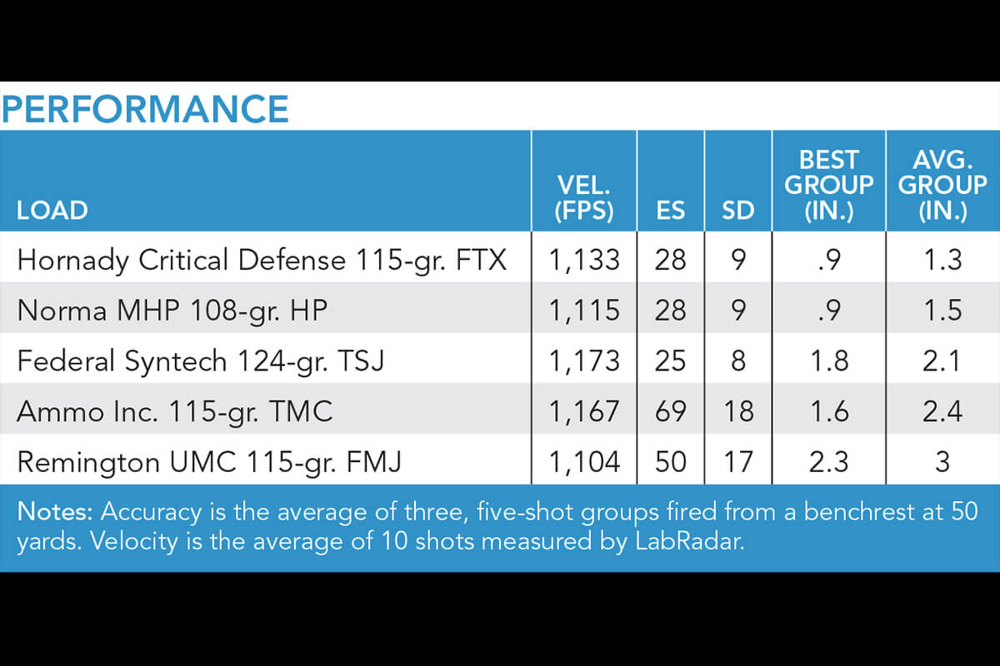 PERFORMANCE
LOAD VEL. (FPS) ES SD BEST GROUP (IN.) AVG. GROUP (IN.)
Hornady Critical Defense 115-gr. FTX 1,133 28 9 .9 1.3
Norma MHP 108-gr. HP 1,115 28 9 .9 1.5
Federal Syntech 124-gr. TSJ 1,173 25 8 1.8 2.1
Ammo Inc. 115-gr. TMC 1,167 69 18 1.6 2.4
Remington UMC 115-gr. FMJ 1,104 50 17 2.3 3
Notes: Accuracy is the average of three, five-shot groups fired from a benchrest at 50
yards. Velocity is the average of 10 shots measured by LabRadar.